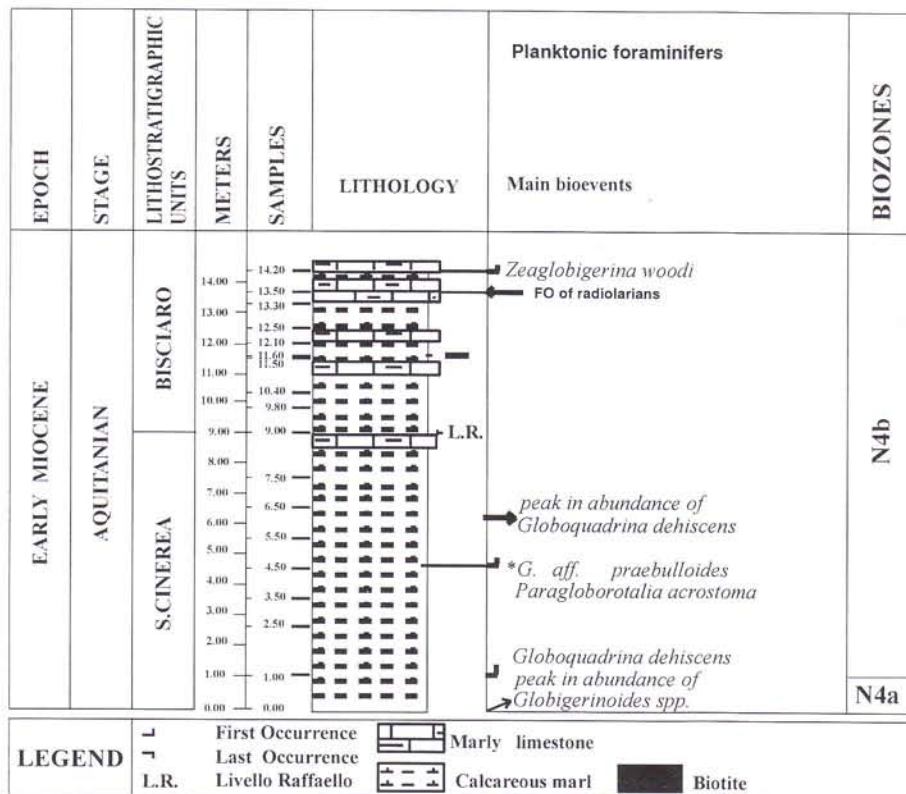 EPOCH
STAGE
LITHOSTRATIGRAPHIC
UNITS
METERS
SAMPLES
LITHOLOGY
Planktonic foraminifers
Main bioevents
BIOZONES
EARLY MIOCENE
AQUITANIAN
BISCIARO
S.CINEREA
14.00
13.00
12.00
11.00
10.00
9.00
8.00
7.00
6.00
5.00
4.00
3.00
2.00
1.00
0.00
14.20
13.50
13.30
12.50
12.10
11.60
11.50
10.40
9.80
9.00
7.50
6.50
5.50
4.50
3.50
2.50
1.00
0.00
L.R.
Zeaglobigerina woodi
FO of radiolarians
peak in abundance of
Globoquadrina dehiscens
*G. aff. praebulloides
Paragloborotalia acrostoma
Globoquadrina dehiscens
peak in abundance of
Globigerinoides spp.
N4b
N4a
LEGEND
First Occurrence
Last Occurrence
L.R. Livello Raffaello
Marly limestone
Calcareous marl
Biotite